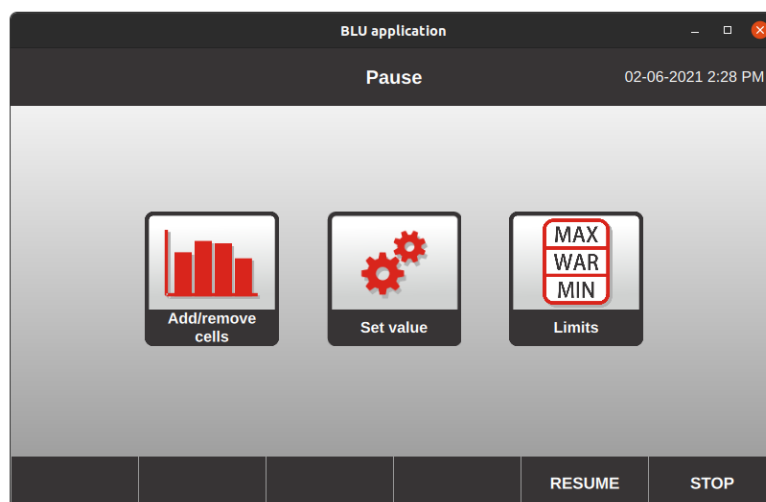 BLU application
Pause
02-06-2021 2:28 PM
MAX
WAR
MIN
Add/remove
cells
Set value
Limits
RESUME
STOP